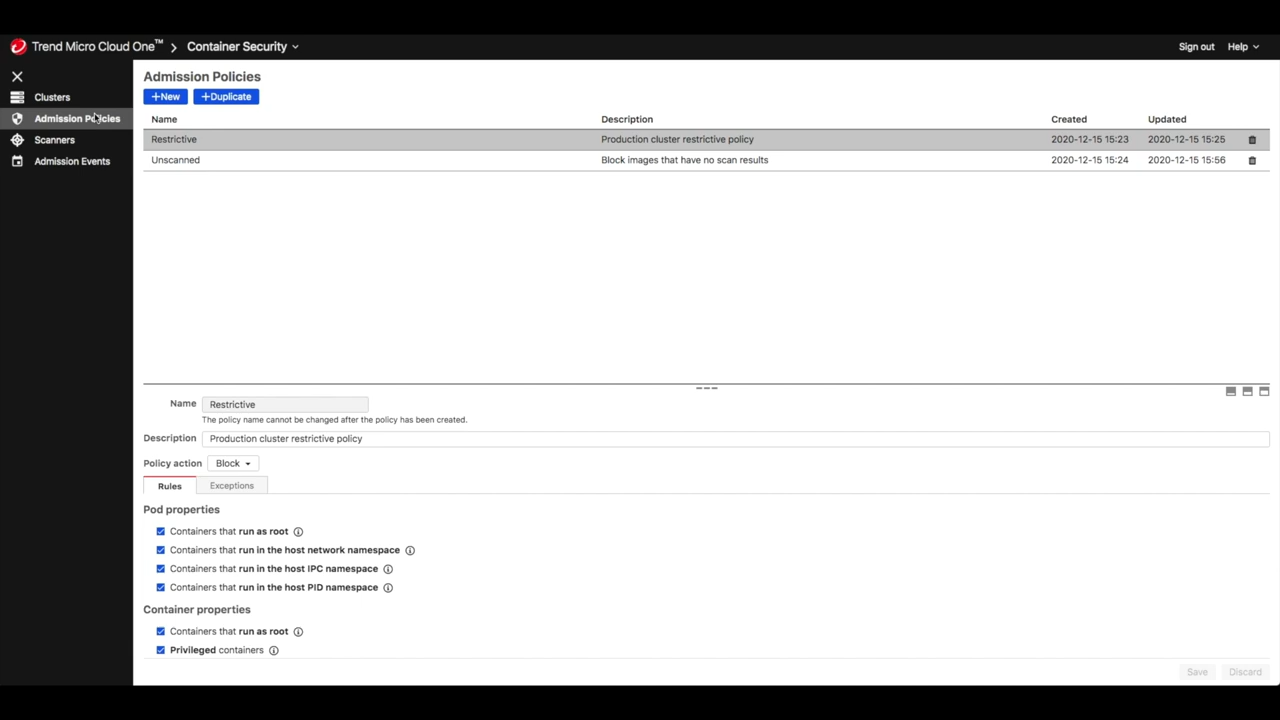 Trend Micro Cloud One™ > Container Security
Sign out Help
Clusters
Admission Policies
Scanners
Admission Events
Admission Policies
+New +Duplicate
Name Description Created Updated
Restrictive Production cluster restrictive policy 2020-12-15 15:23 2020-12-15 15:25
Unscanned Block images that have no scan results 2020-12-15 15:24 2020-12-15 15:56
Name Restrictive
The policy name cannot be changed after the policy has been created.
Description Production cluster restrictive policy
Policy action Block
Rules Exceptions
Pod properties
Containers that run as root
Containers that run in the host network namespace
Containers that run in the host IPC namespace
Containers that run in the host PID namespace
Container properties
Containers that run as root
Privileged containers
Save Discard